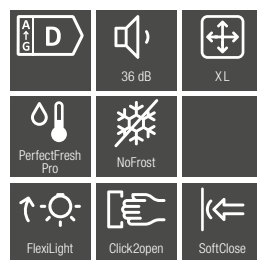 A
G
D
36 dB
XL
PerfectFresh
Pro
NoFrost
FlexiLight
Click2open
SoftClose